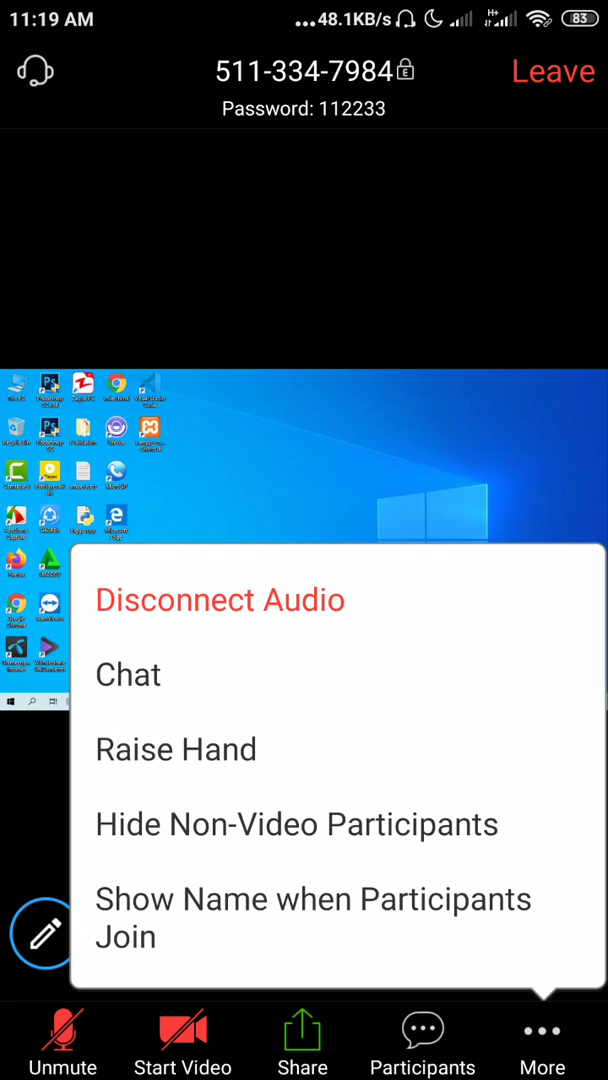 11:19 AM
...48.1KB/s
H+
83
511-334-7984
E
Leave
Password: 112233
Disconnect Audio
Chat
Raise Hand
Hide Non-Video Participants
Show Name when Participants
Join
Unmute
Start Video
Share
Participants
More